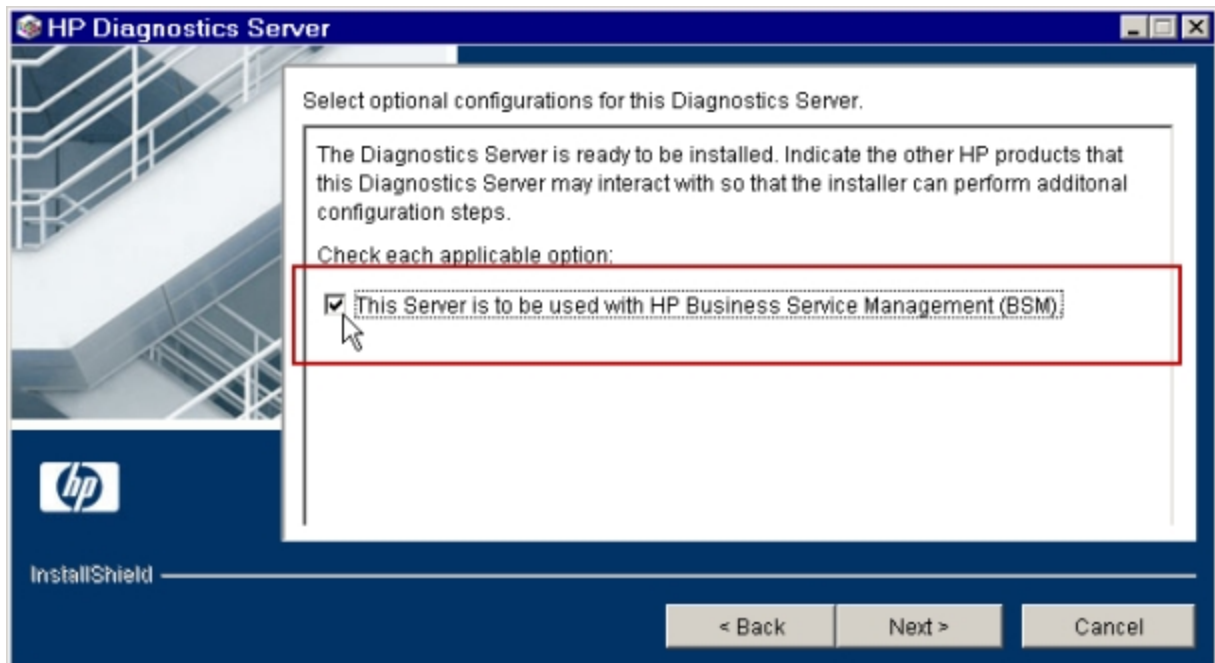 HP Diagnostics Server
Select optional configurations for this Diagnostics Server.
The Diagnostics Server is ready to be installed. Indicate the other HP products that
this Diagnostics Server may interact with so that the installer can perform additonal
configuration steps.
Check each applicable option:
This Server is to be used with HP Business Service Management (BSM).
hp
InstallShield
< Back
Next >
Cancel